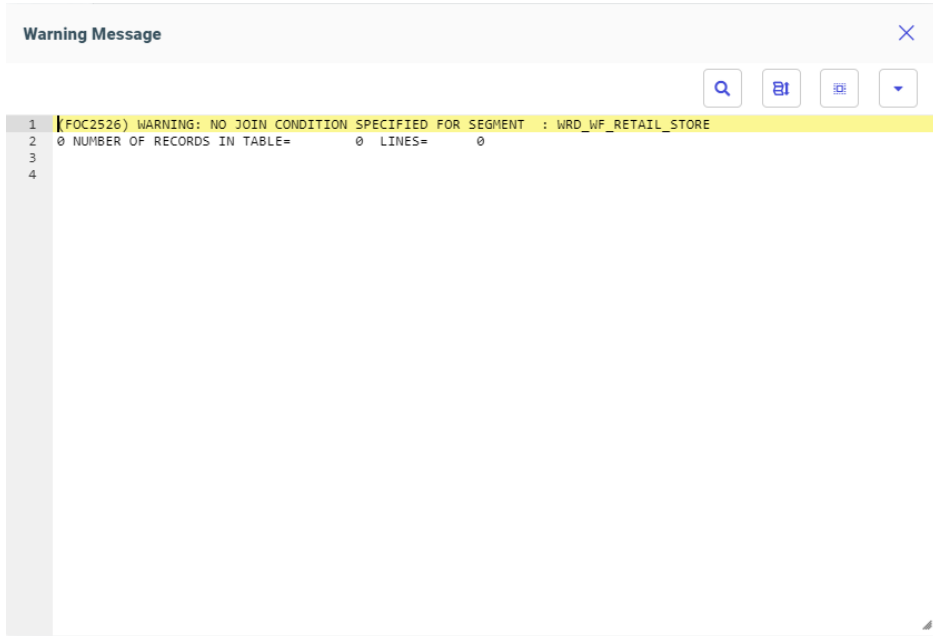 Warning Message
1 (FOC2526) WARNING: NO JOIN CONDITION SPECIFIED FOR SEGMENT : WRD_WF_RETAIL_STORE
2 0 NUMBER OF RECORDS IN TABLE= 0 LINES= 0
3
4